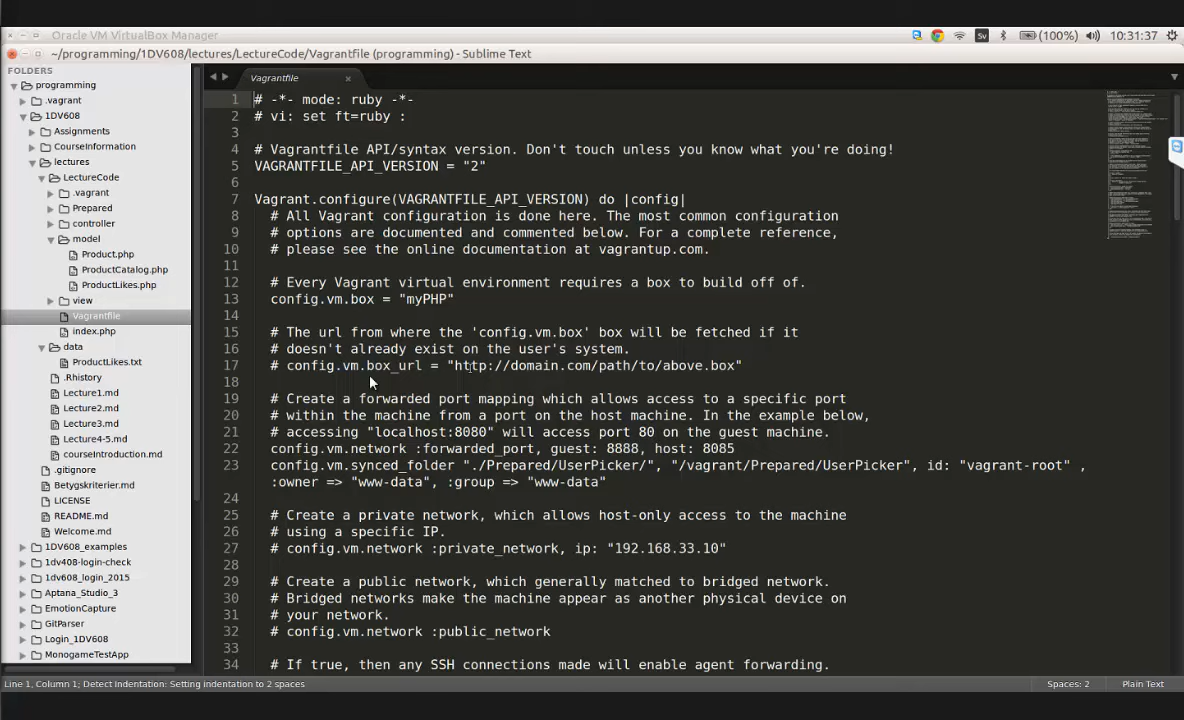 Oracle VM VirtualBox Manager
Sv
(100%)
10:31:37
~/programming/1DV608/lectures/LectureCode/Vagrantfile (programming) - Sublime Text
FOLDERS
programming
.vagrant
1DV608
Assignments
CourseInformation
lectures
LectureCode
.vagrant
Prepared
controller
model
Product.php
ProductCatalog.php
ProductLikes.php
view
Vagrantfile
index.php
data
ProductLikes.txt
.Rhistory
Lecture1.md
Lecture2.md
Lecture3.md
Lecture4-5.md
courseIntroduction.md
.gitignore
Betygskriterier.md
LICENSE
README.md
Welcome.md
1DV608_examples
1dv408-login-check
1dv608_login_2015
Aptana_Studio_3
EmotionCapture
GitParser
Login_1DV608
MonogameTestApp
Vagrantfile
1 # -*- mode: ruby -*-
2 # vi: set ft=ruby :
3
4 # Vagrantfile API/syntax version. Don't touch unless you know what you're doing!
5 VAGRANTFILE_API_VERSION = "2"
6
7 Vagrant.configure(VAGRANTFILE_API_VERSION) do |config|
8 # All Vagrant configuration is done here. The most common configuration
9 # options are documented and commented below. For a complete reference,
10 # please see the online documentation at vagrantup.com.
11
12 # Every Vagrant virtual environment requires a box to build off of.
13 config.vm.box = "myPHP"
14
15 # The url from where the 'config.vm.box' box will be fetched if it
16 # doesn't already exist on the user's system.
17 # config.vm.box_url = "http://domain.com/path/to/above.box"
18
19 # Create a forwarded port mapping which allows access to a specific port
20 # within the machine from a port on the host machine. In the example below,
21 # accessing "localhost:8080" will access port 80 on the guest machine.
22 config.vm.network :forwarded_port, guest: 8888, host: 8085
23 config.vm.synced_folder "./Prepared/UserPicker/", "/vagrant/Prepared/UserPicker", id: "vagrant-root" ,
:owner => "www-data", :group => "www-data"
24
25 # Create a private network, which allows host-only access to the machine
26 # using a specific IP.
27 # config.vm.network :private_network, ip: "192.168.33.10"
28
29 # Create a public network, which generally matched to bridged network.
30 # Bridged networks make the machine appear as another physical device on
31 # your network.
32 # config.vm.network :public_network
33
34 # If true, then any SSH connections made will enable agent forwarding.
Line 1, Column 1; Detect Indentation: Setting indentation to 2 spaces
Spaces: 2
Plain Text